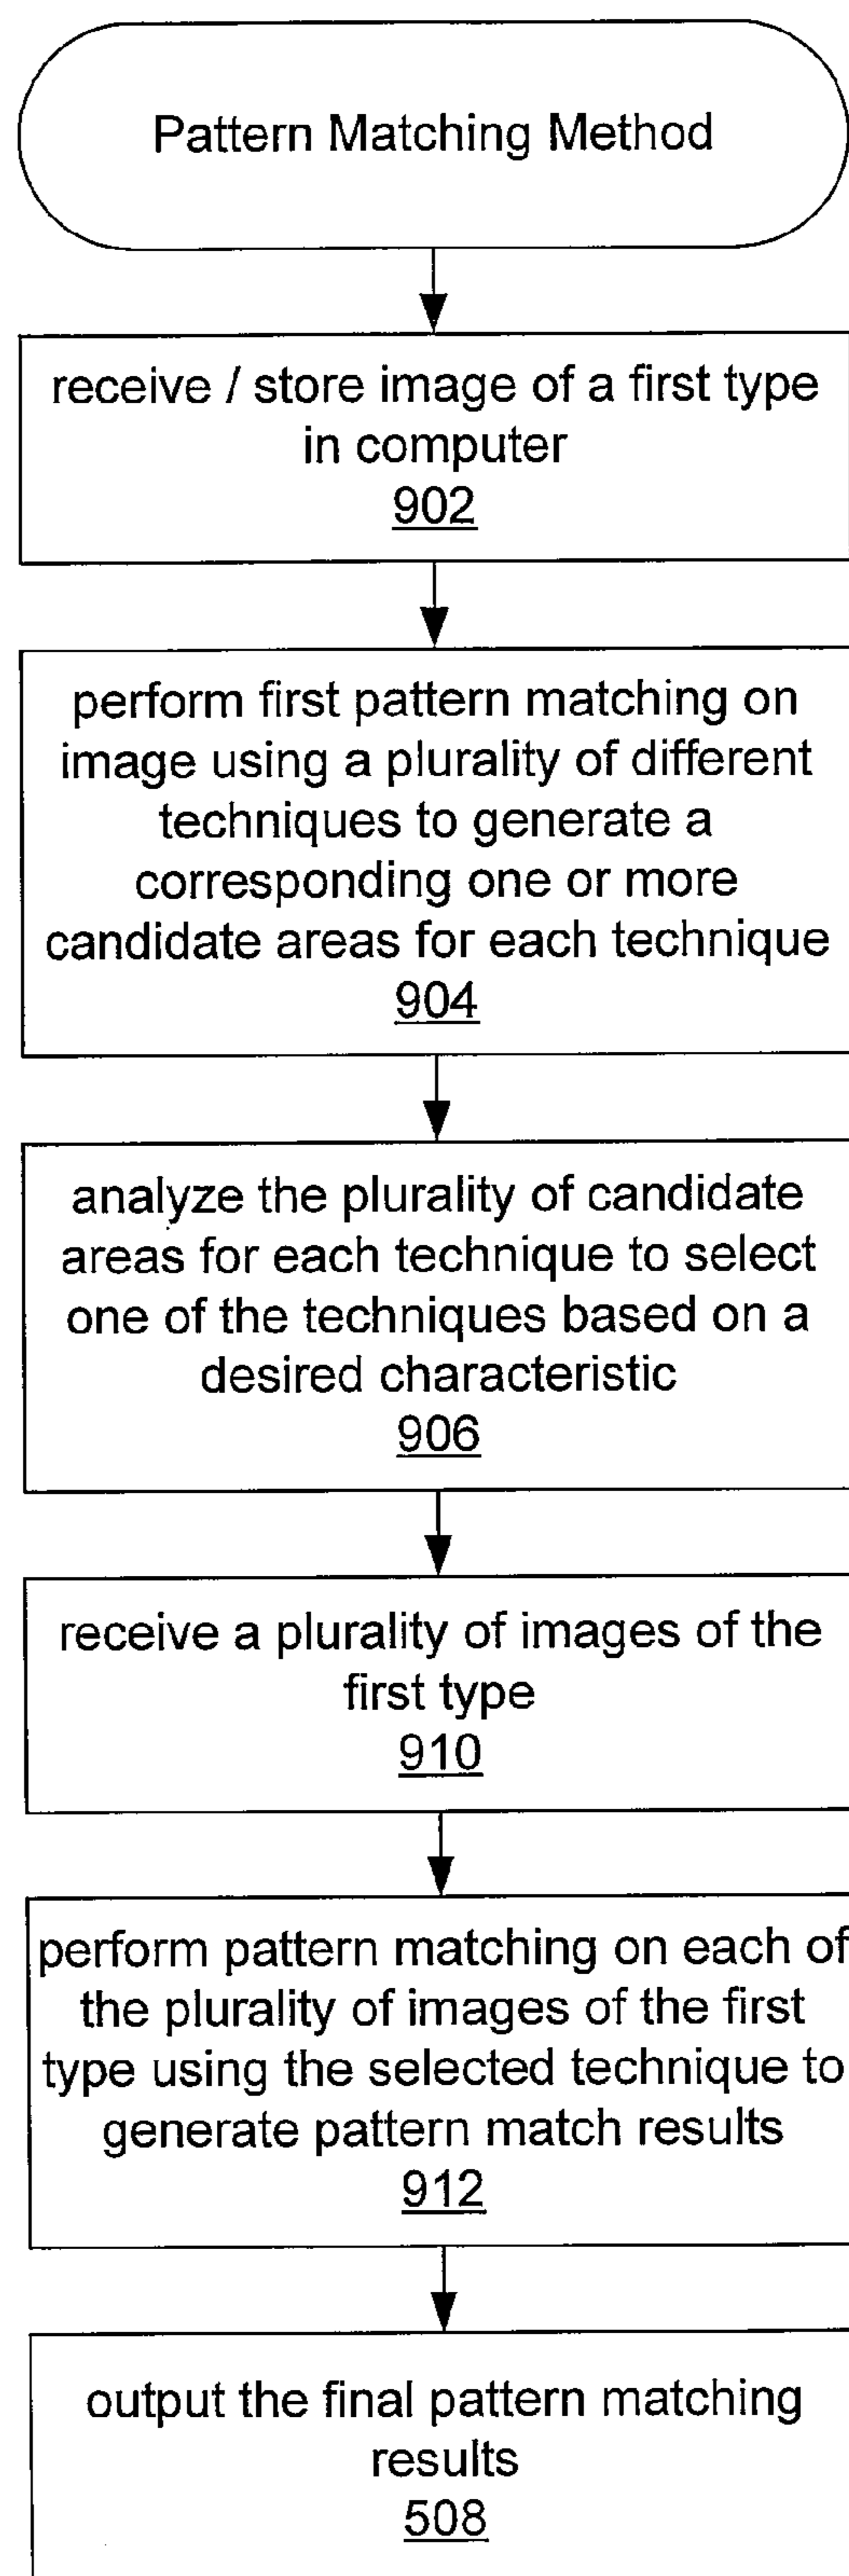 Pattern Matching Method
receive / store image of a first type
in computer
902
perform first pattern matching on
image using a plurality of different
techniques to generate a
corresponding one or more
candidate areas for each technique
904
analyze the plurality of candidate
areas for each technique to select
one of the techniques based on a
desired characteristic
906
receive a plurality of images of the
first type
910
perform pattern matching on each of
the plurality of images of the first
type using the selected technique to
generate pattern match results
912
output the final pattern matching
results
508